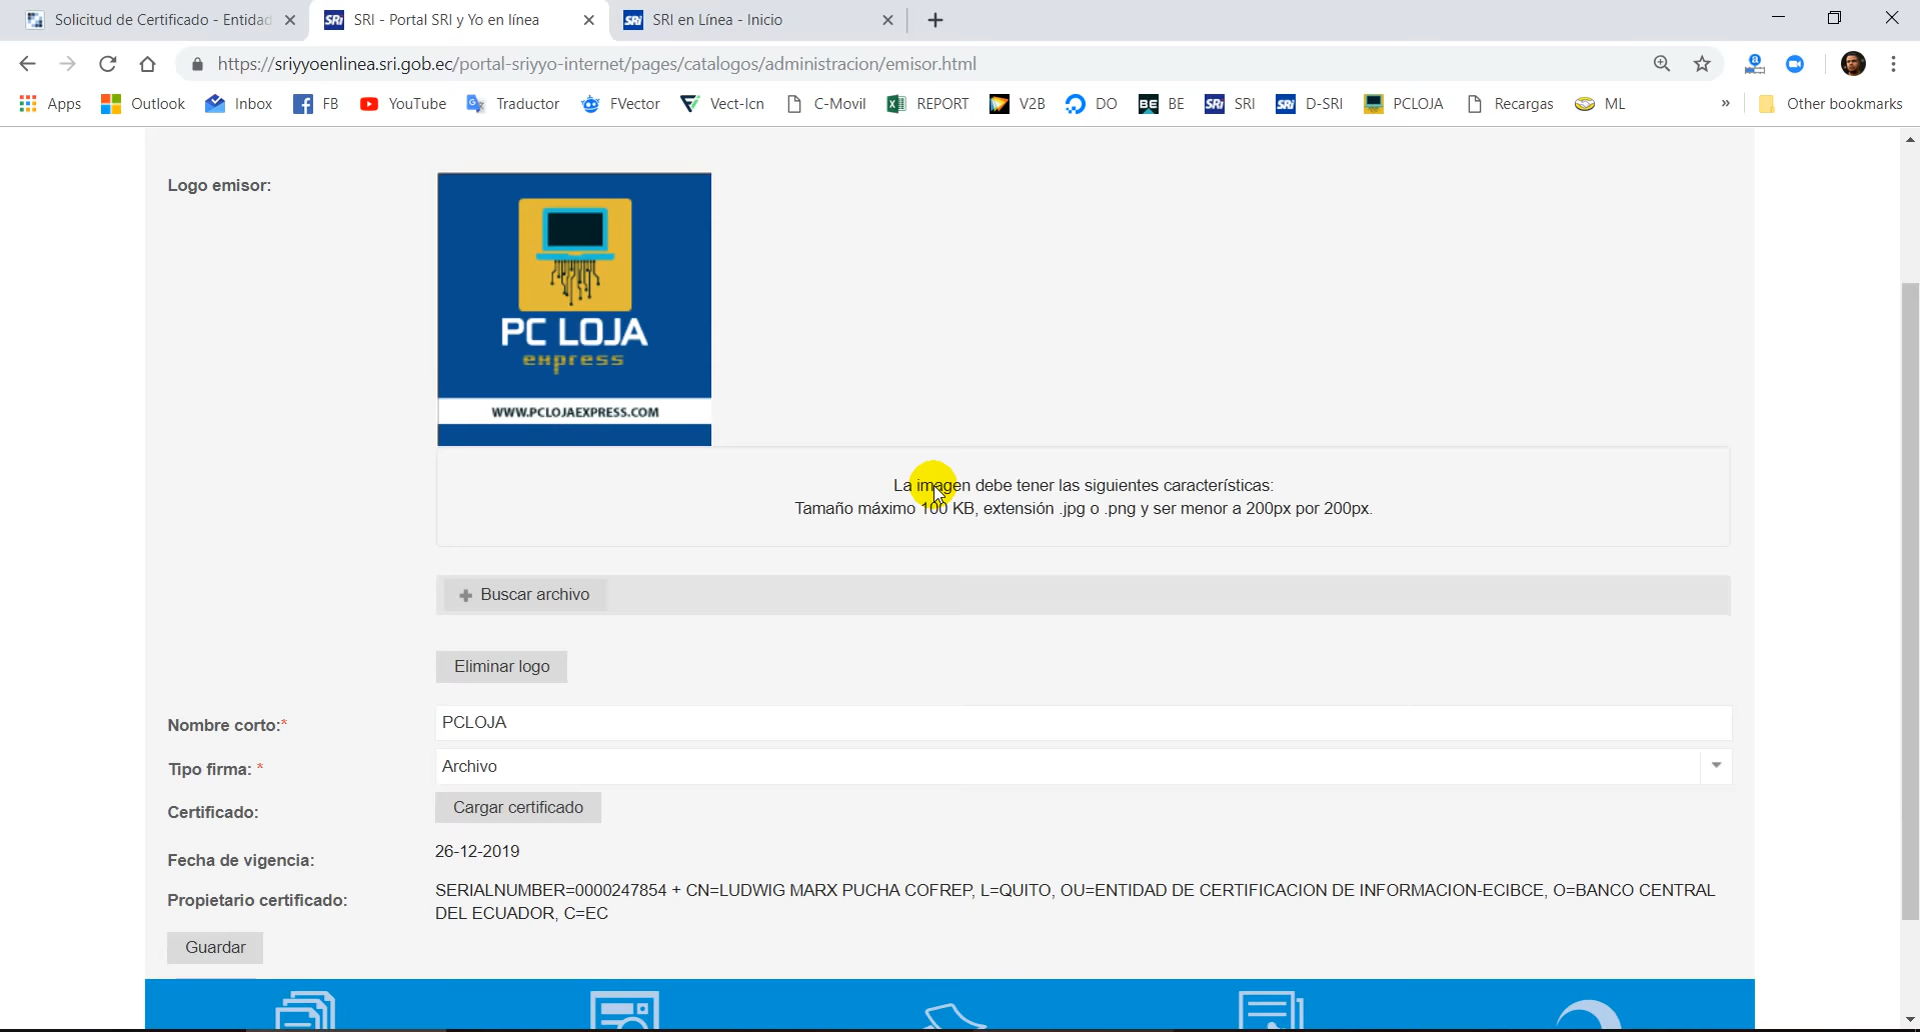 Solicitud de Certificado - Entidad
SRI - Portal SRI y Yo en línea
SRI en Línea - Inicio
https://sriyyoenlinea.sri.gob.ec/portal-sriyyo-internet/pages/catalogos/administracion/emisor.html
Apps Outlook Inbox FB YouTube Traductor FVector Vect-Icn C-Movil REPORT V2B DO BE SRI D-SRI PCLOJA Recargas ML » Other bookmarks
Logo emisor:
PC LOJA
express
WWW.PCLOJAEXPRESS.COM
La imagen debe tener las siguientes características:
Tamaño máximo 100 KB, extensión .jpg o .png y ser menor a 200px por 200px.
Buscar archivo
Eliminar logo
Nombre corto:* PCLOJA
Tipo firma: * Archivo
Certificado: Cargar certificado
Fecha de vigencia: 26-12-2019
Propietario certificado: SERIALNUMBER=0000247854 + CN=LUDWIG MARX PUCHA COFREP, L=QUITO, OU=ENTIDAD DE CERTIFICACION DE INFORMACION-ECIBCE, O=BANCO CENTRAL
DEL ECUADOR, C=EC
Guardar